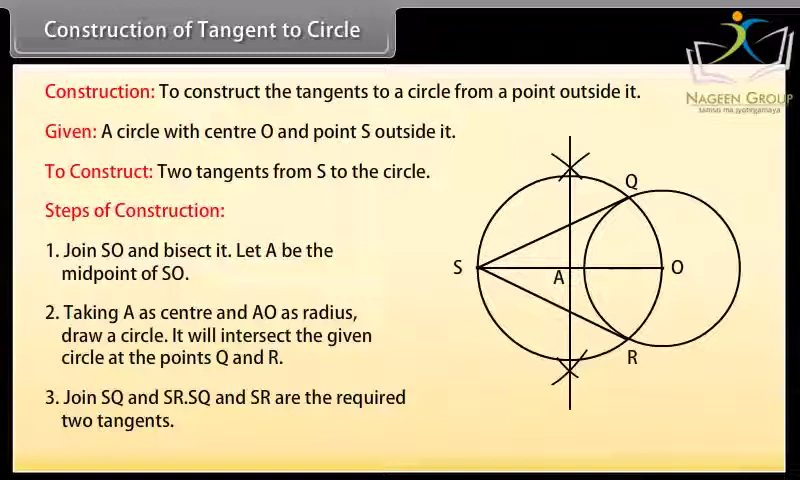 Construction of Tangent to Circle
NAGEEN GROUP
tamso ma jyotirgamaya
Construction: To construct the tangents to a circle from a point outside it.
Given: A circle with centre O and point S outside it.
To Construct: Two tangents from S to the circle.
Steps of Construction:
1. Join SO and bisect it. Let A be the
midpoint of SO.
2. Taking A as centre and AO as radius,
draw a circle. It will intersect the given
circle at the points Q and R.
3. Join SQ and SR.SQ and SR are the required
two tangents.
Q
S
A
O
R